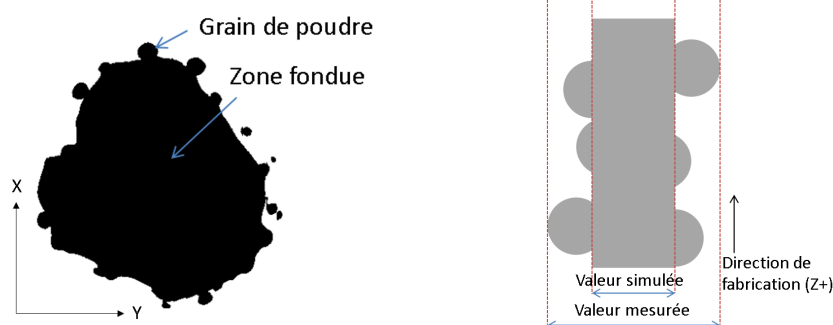 Grain de poudre
Zone fondue
X
Y
Valeur simulée
Valeur mesurée
Direction de
fabrication (Z+)